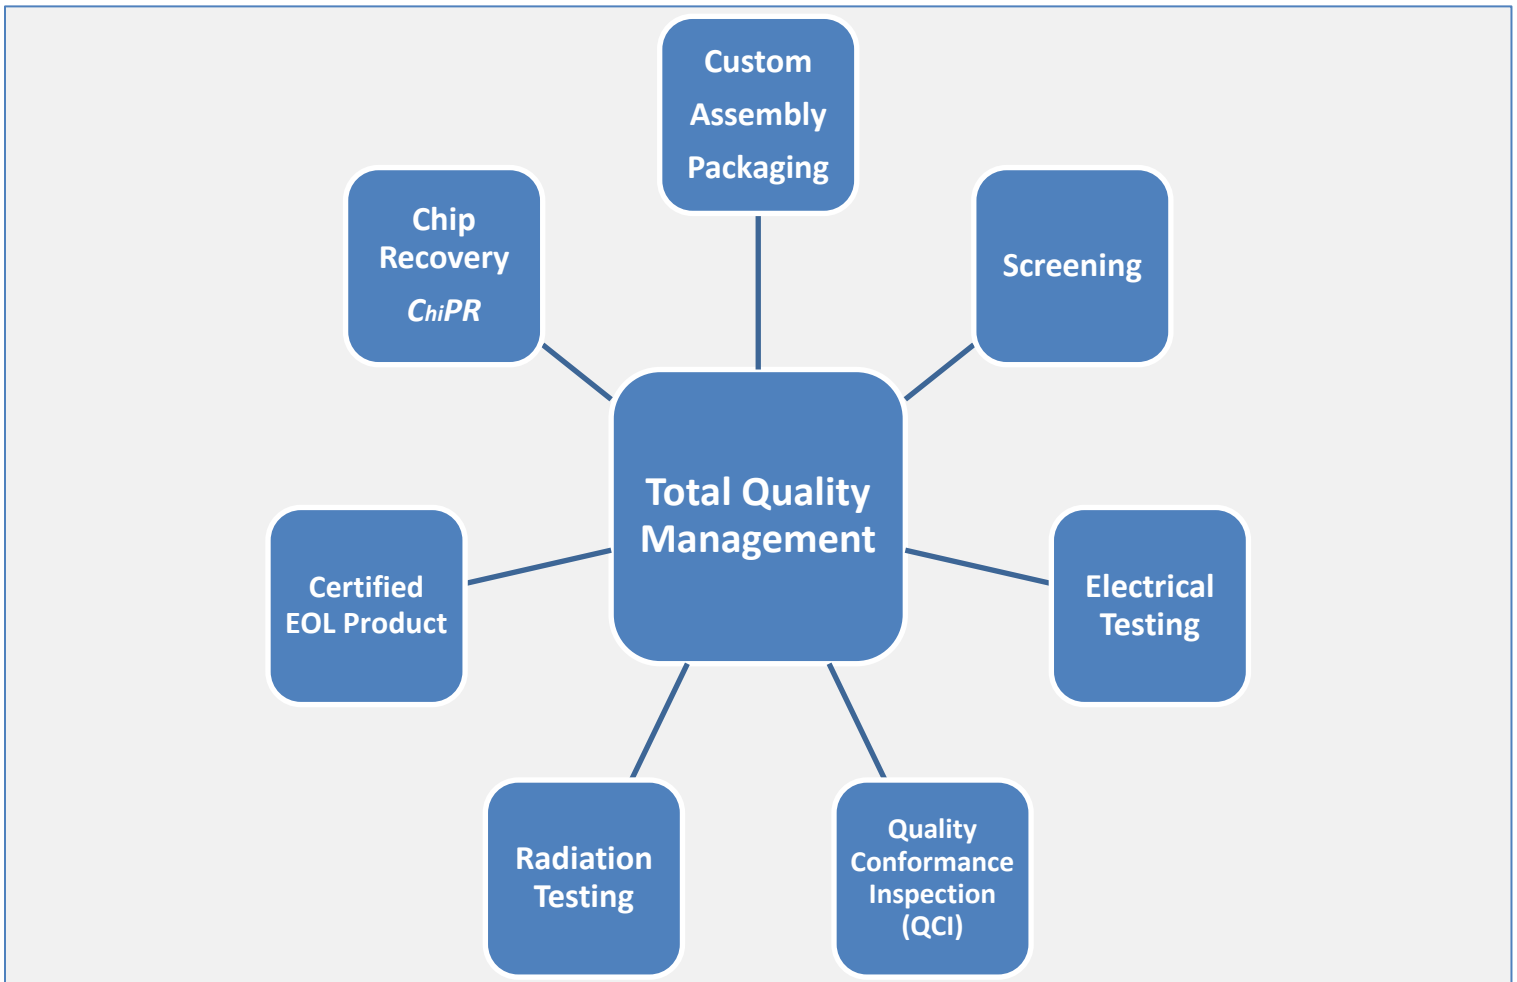 Custom
Assembly
Packaging
Chip
Recovery
ChiPR
Screening
Total Quality
Management
Certified
EOL Product
Electrical
Testing
Radiation
Testing
Quality
Conformance
Inspection
(QCI)